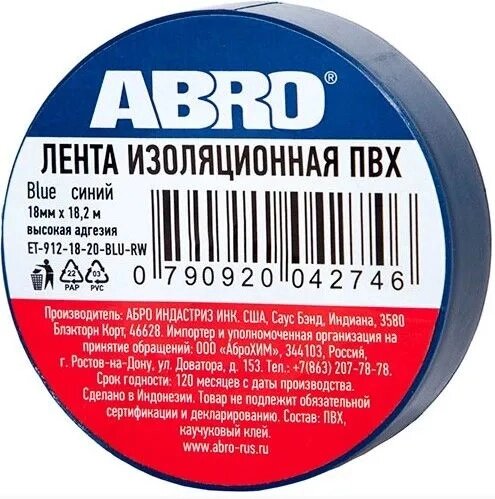 ABRO®
ЛЕНТА ИЗОЛЯЦИОННАЯ ПВХ
Blue синий
18мм х 18,2 м
высокая адгезия
ET-912-18-20-BLU-RW
0 790920 042746
22 03
PAP PVC
Производитель: АБРО ИНДАСТРИЗ ИНК. США, Саус Бэнд, Индиана, 3580
Блэкторн Корт, 46628. Импортер и уполномоченная организация на
принятие обращений: ООО «АброХИМ», 344103, Россия,
г. Ростов-на-Дону, ул. Доватора, д. 153. Тел.:+7(863) 207-78-78.
Срок годности: 120 месяцев с даты производства.
Сделано в Индонезии. Товар не подлежит обязательной
сертификации и декларированию. Состав: ПВХ,
каучуковый клей.
www.abro-rus.ru